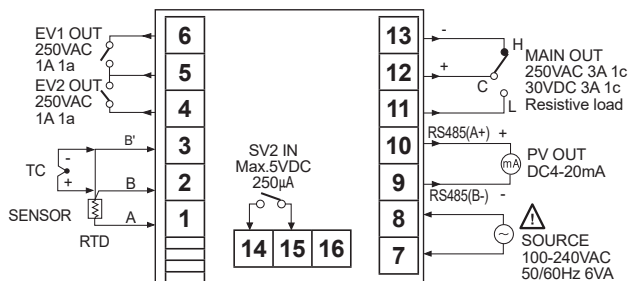 EV1 OUT
250VAC
1A 1a
EV2 OUT
250VAC
1A 1a
6
5
4
3
2
1
B'
B
A
TC
-
+
SENSOR
RTD
SV2 IN
Max.5VDC
250µA
14 15 16
13
12
11
10
9
8
7
-
+
H
C
L
MAIN OUT
250VAC 3A 1c
30VDC 3A 1c
Resistive load
RS485(A+) +
mA
PV OUT
DC4-20mA
RS485(B-) -
SOURCE
100-240VAC
50/60Hz 6VA